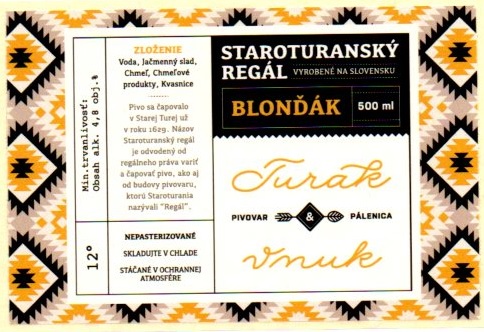 ZLOŽENIE
Voda, Jačmenný slad,
Chmeľ, Chmeľové
produkty, Kvasnice
Pivo sa čapovalo
v Starej Turej už
v roku 1629. Názov
Staroturanský regál
je odvodený od
regálneho práva variť
a čapovať pivo, ako aj
od budovy pivovaru,
ktorú Staroturania
nazývali "Regál".
Min.trvanlivosť:
Obsah alk. 4,8 obj.%
12°
NEPASTERIZOVANÉ
SKLADUJTE V CHLADE
STÁČANÉ V OCHRANNEJ
ATMOSFÉRE
STAROTURANSKÝ
REGÁL VYROBENÉ NA SLOVENSKU
BLONĎÁK 500 ml
Turák
PIVOVAR & PÁLENICA
vnuk